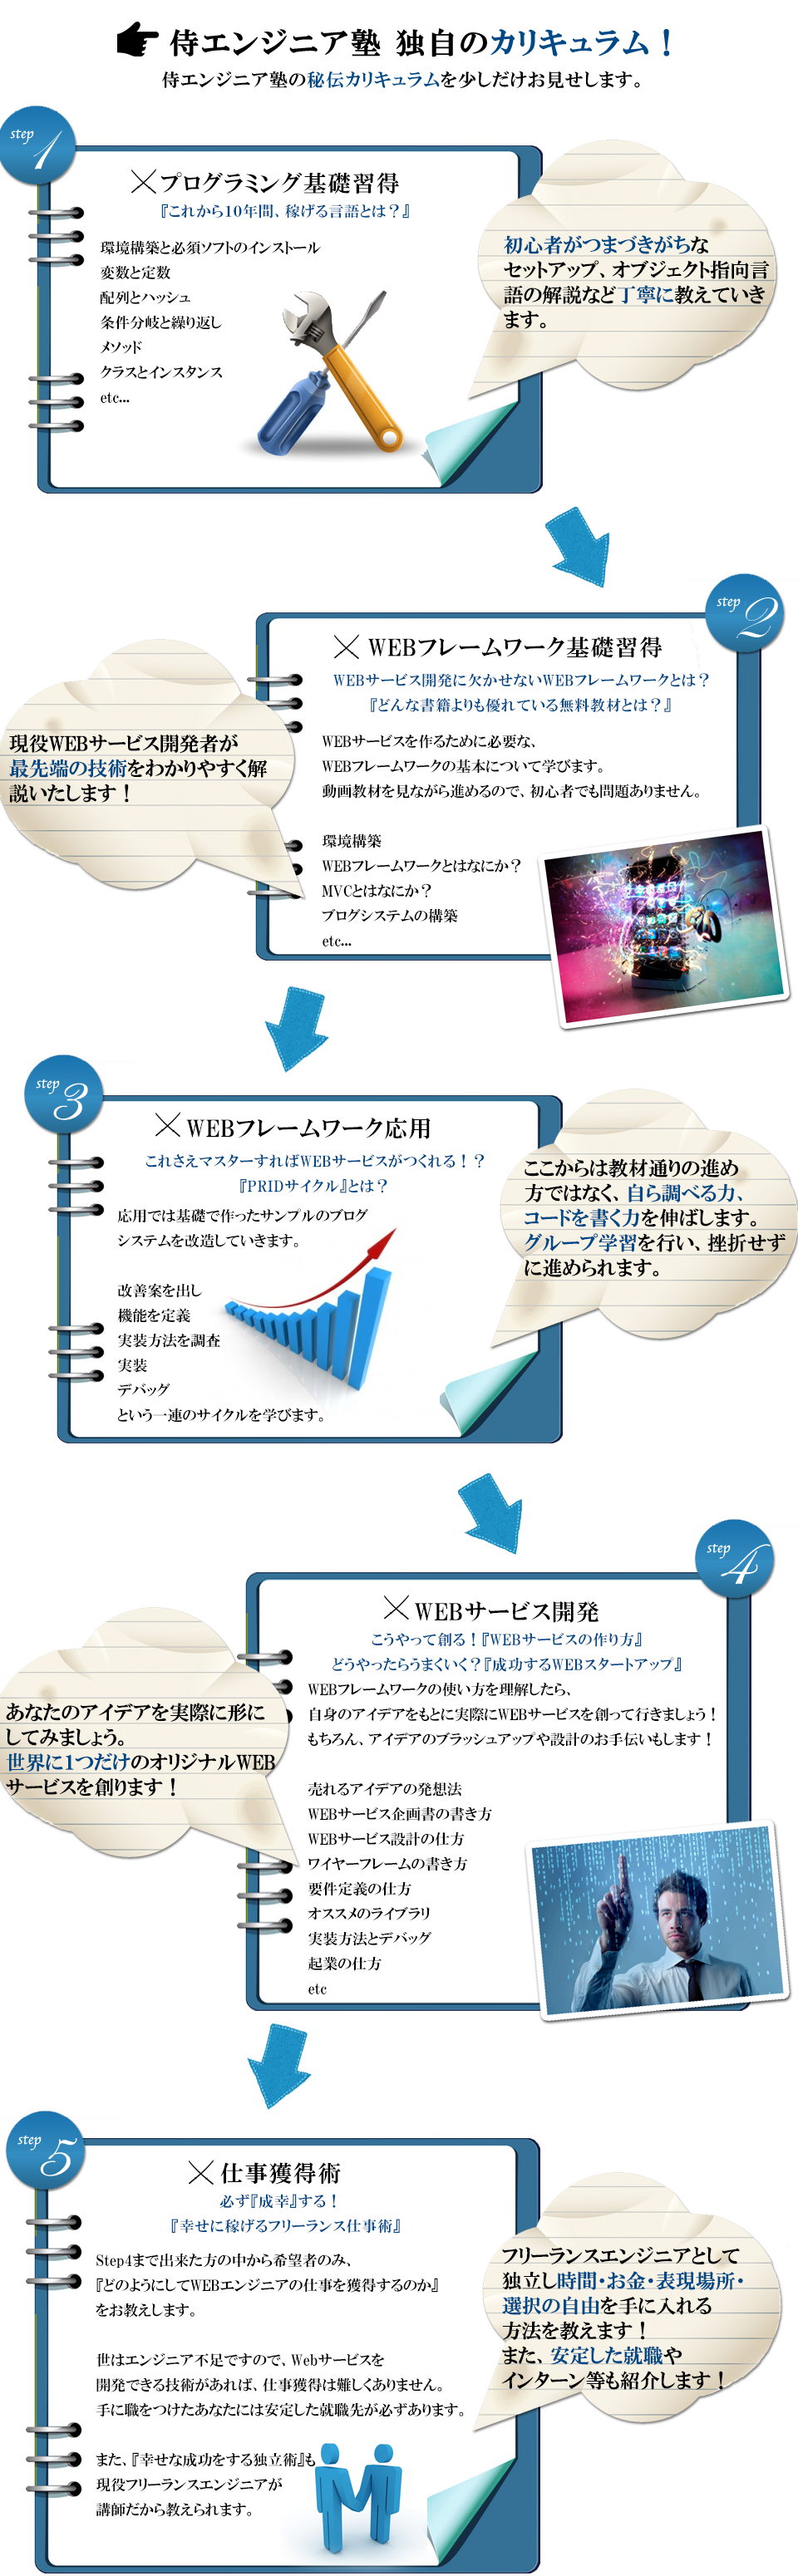 侍エンジニア塾 独自のカリキュラム！
侍エンジニア塾の秘伝カリキュラムを少しだけお見せします。
step 1
プログラミング基礎習得
『これから10年間、稼げる言語とは？』
環境構築と必須ソフトのインストール
変数と定数
配列とハッシュ
条件分岐と繰り返し
メソッド
クラスとインスタンス
etc...
初心者がつまづきがちな
セットアップ、オブジェクト指向言
語の解説など丁寧に教えていき
ます。
step 2
WEBフレームワーク基礎習得
WEBサービス開発に欠かせないWEBフレームワークとは？
『どんな書籍よりも優れている無料教材とは？』
WEBサービスを作るために必要な、
WEBフレームワークの基本について学びます。
動画教材を見ながら進めるので、初心者でも問題ありません。
環境構築
WEBフレームワークとはなにか？
MVCとはなにか？
ブログシステムの構築
etc...
現役WEBサービス開発者が
最先端の技術をわかりやすく解
説いたします！
step 3
WEBフレームワーク応用
これさえマスターすればWEBサービスがつくれる！？
『PRIDサイクル』とは？
応用では基礎で作ったサンプルのブログ
システムを改造していきます。
改善案を出し
機能を定義
実装方法を調査
実装
デバッグ
という一連のサイクルを学びます。
ここからは教材通りの進め
方ではなく、自ら調べる力、
コードを書く力を伸ばします。
グループ学習を行い、挫折せず
に進められます。
step 4
WEBサービス開発
こうやって創る！『WEBサービスの作り方』
どうやったらうまくいく？『成功するWEBスタートアップ』
WEBフレームワークの使い方を理解したら、
自身のアイデアをもとに実際にWEBサービスを創って行きましょう！
もちろん、アイデアのブラッシュアップや設計のお手伝いもします！
売れるアイデアの発想法
WEBサービス企画書の書き方
WEBサービス設計の仕方
ワイヤーフレームの書き方
要件定義の仕方
オススメのライブラリ
実装方法とデバッグ
起業の仕方
etc
あなたのアイデアを実際に形に
してみましょう。
世界に1つだけのオリジナルWEB
サービスを創ります！
step 5
仕事獲得術
必ず『成幸』する！
『幸せに稼げるフリーランス仕事術』
Step4まで出来た方の中から希望者のみ、
『どのようにしてWEBエンジニアの仕事を獲得するのか』
をお教えします。
世はエンジニア不足ですので、Webサービスを
開発できる技術があれば、仕事獲得は難しくありません。
手に職をつけたあなたには安定した就職先が必ずあります。
また、『幸せな成功をする独立術』も
現役フリーランスエンジニアが
講師だから教えられます。
フリーランスエンジニアとして
独立し時間・お金・表現場所・
選択の自由を手に入れる
方法を教えます！
また、安定した就職や
インターン等も紹介します！